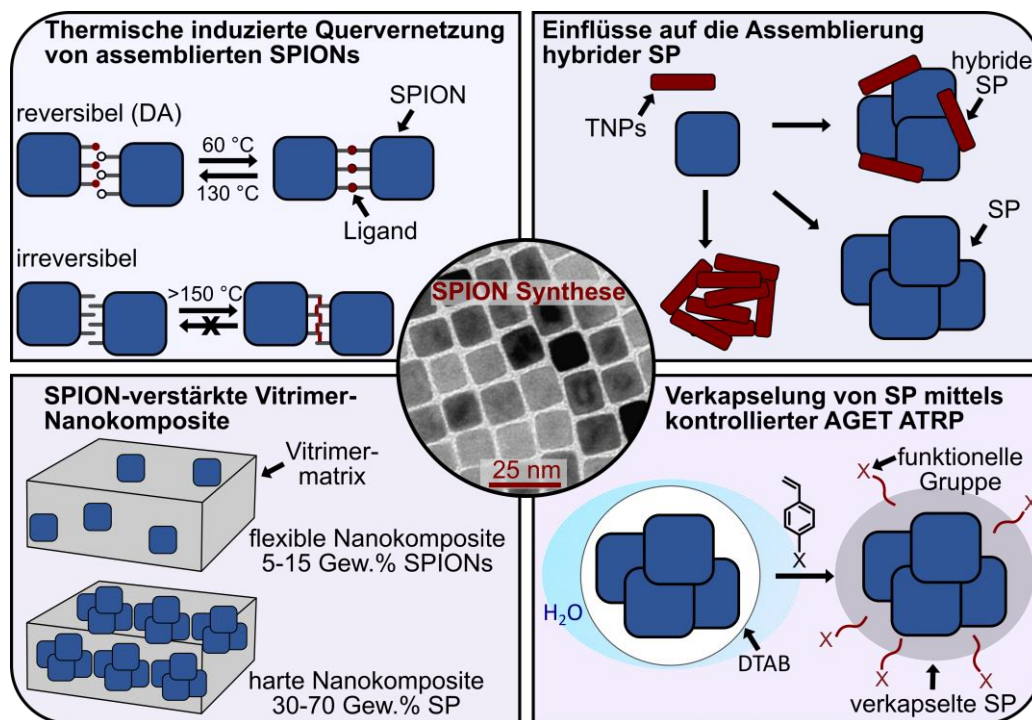 Thermische induzierte Quervernetzung
von assemblierten SPIONs
reversibel (DA)
60 °C
130 °C
SPION
Ligand
irreversibel
>150 °C
Einflüsse auf die Assemblierung
hybrider SP
TNPs
hybride
SP
SP
SPION Synthese
25 nm
SPION-verstärkte Vitrimer-
Nanokomposite
Vitrimer-
matrix
flexible Nanokomposite
5-15 Gew.% SPIONs
harte Nanokomposite
30-70 Gew.% SP
Verkapselung von SP mittels
kontrollierter AGET ATRP
H₂O
DTAB
X
X
funktionelle
Gruppe
X
X
X
X
verkapselte SP